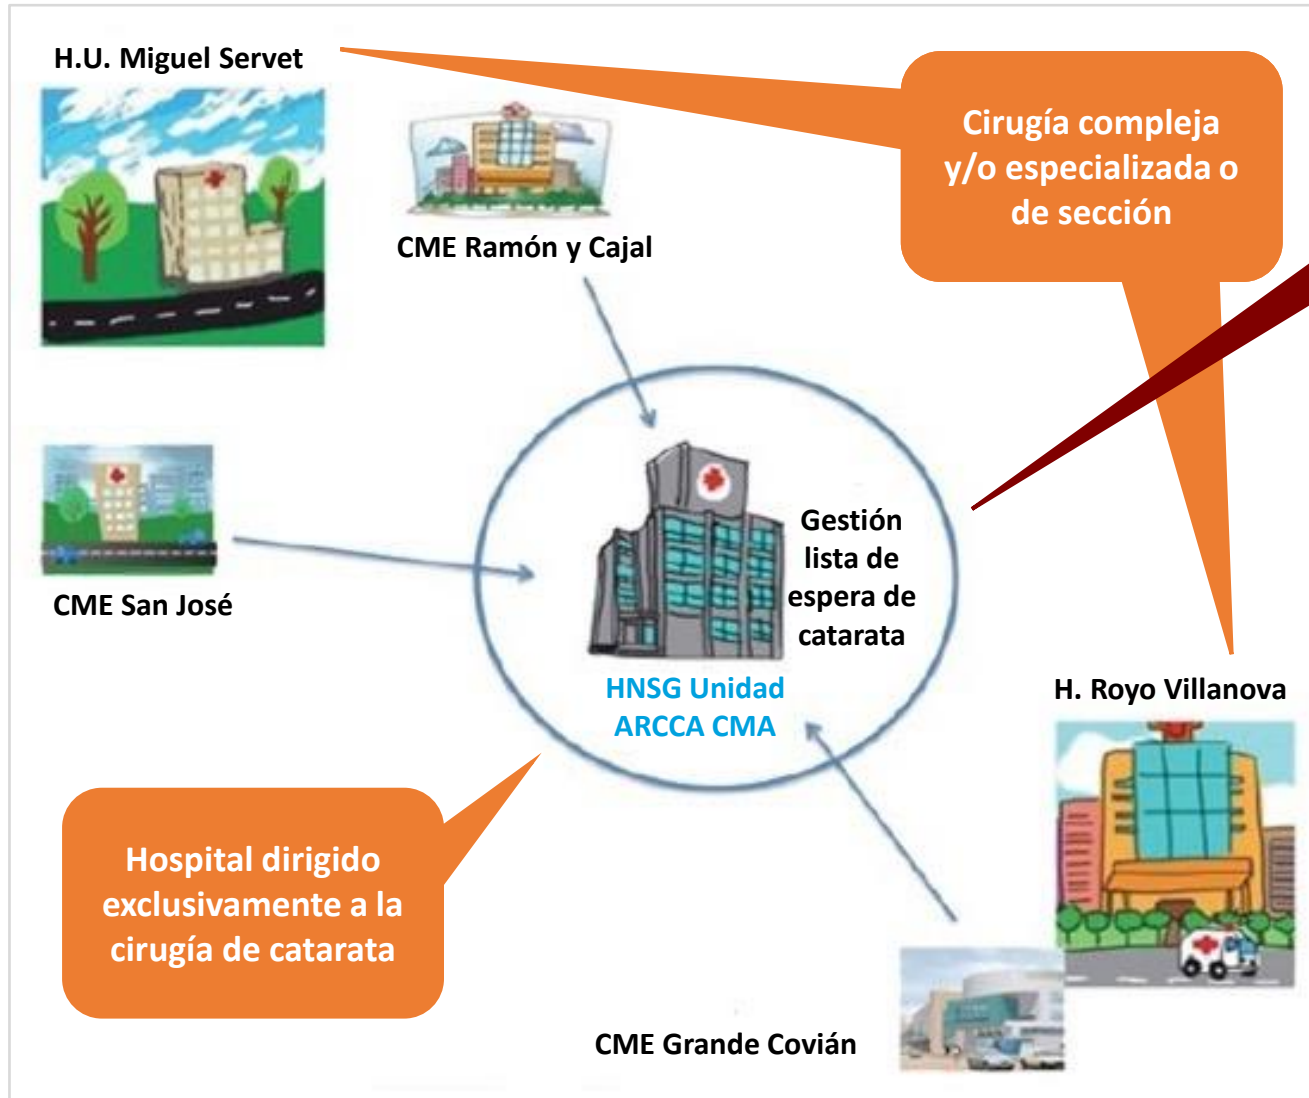 H.U. Miguel Servet
CME Ramón y Cajal
Cirugía compleja
y/o especializada o
de sección
CME San José
Gestión
lista de
espera de
catarata
HNSG Unidad
ARCCA CMA
H. Royo Villanova
Hospital dirigido
exclusivamente a la
cirugía de catarata
CME Grande Covián